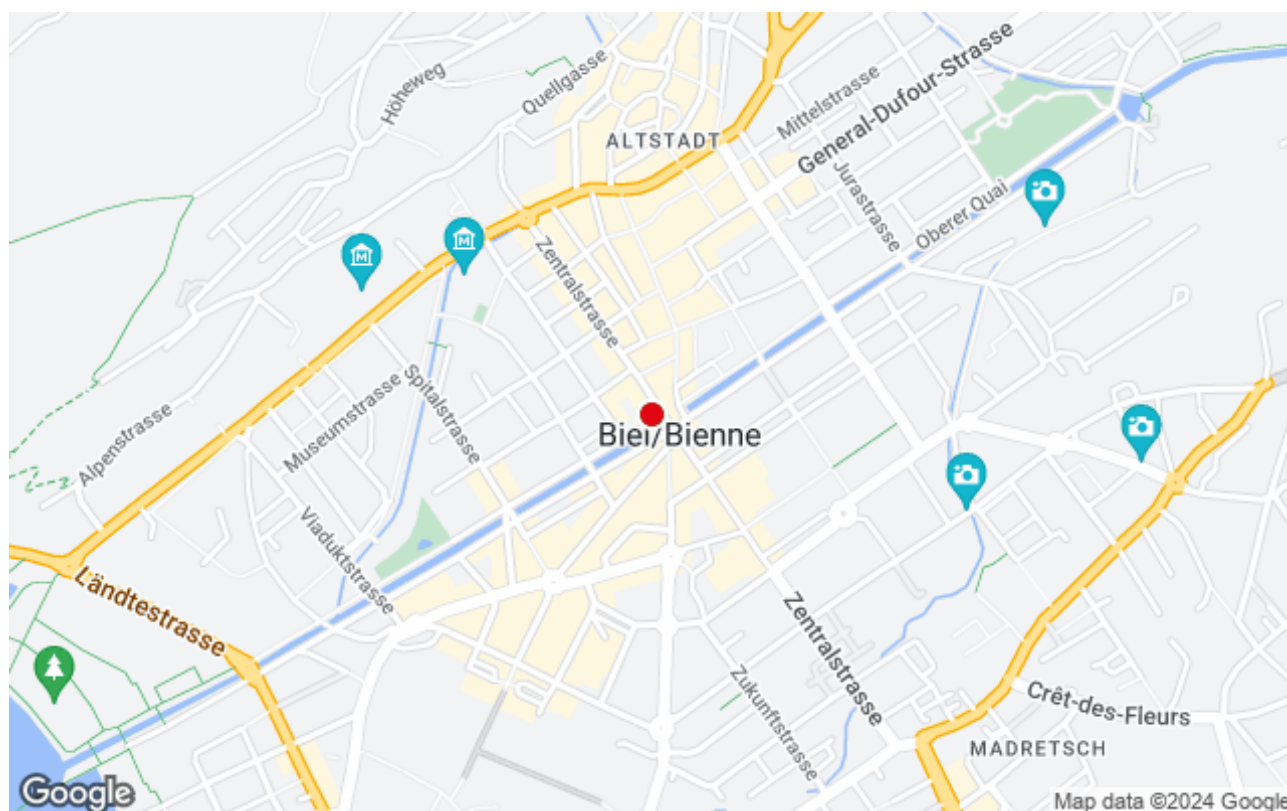 Höheweg
Quellgasse
ALTSTADT
Mittelstrasse
General-Dufour-Strasse
Jurastrasse
Oberer Quai
Zentralstrasse
Spitalstrasse
Museumstrasse
Alpenstrasse
Biel/Bienne
Viaduktstrasse
Ländtestrasse
Zentralstrasse
Zukunftstrasse
Crêt-des-Fleurs
MADRETSCH
Google
Map data ©2024 Google